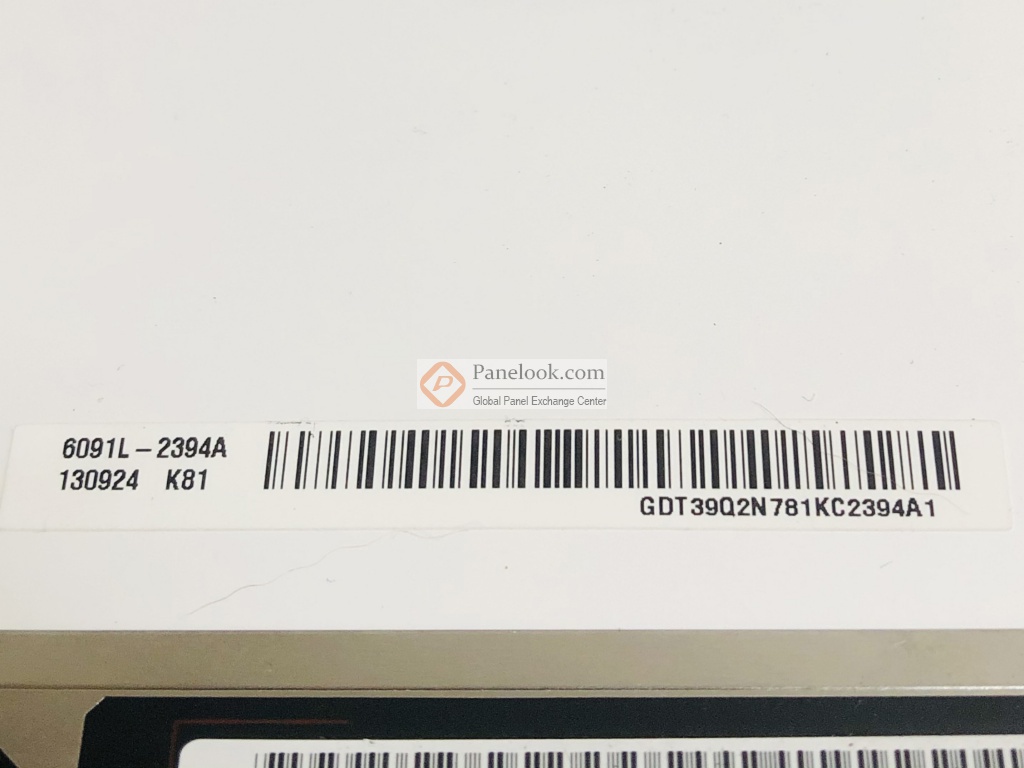 Panelook.com
Global Panel Exchange Center
6091L-2394A
130924 K81
GDT39Q2N781KC2394A1